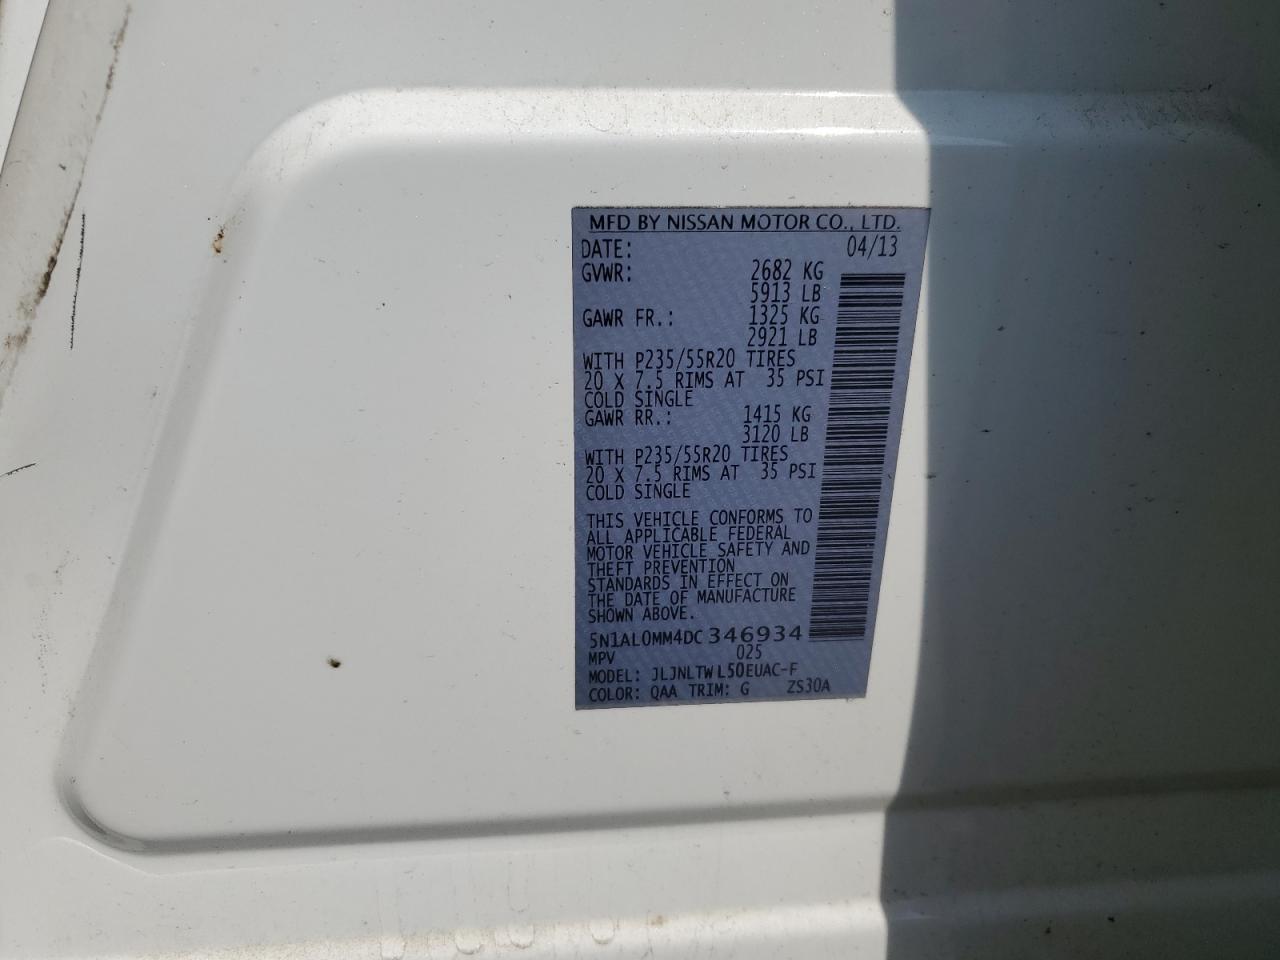 MFD BY NISSAN MOTOR CO., LTD.
DATE: 04/13
GVWR: 2682 KG
5913 LB
GAWR FR.: 1325 KG
2921 LB
WITH P235/55R20 TIRES
20 X 7.5 RIMS AT 35 PSI
COLD SINGLE
GAWR RR.: 1415 KG
3120 LB
WITH P235/55R20 TIRES
20 X 7.5 RIMS AT 35 PSI
COLD SINGLE
THIS VEHICLE CONFORMS TO
ALL APPLICABLE FEDERAL
MOTOR VEHICLE SAFETY AND
THEFT PREVENTION
STANDARDS IN EFFECT ON
THE DATE OF MANUFACTURE
SHOWN ABOVE.
5N1AL0MM4DC346934
MPV 025
MODEL: JLJNLTWL50EUAC-F
COLOR: QAA TRIM: G ZS30A